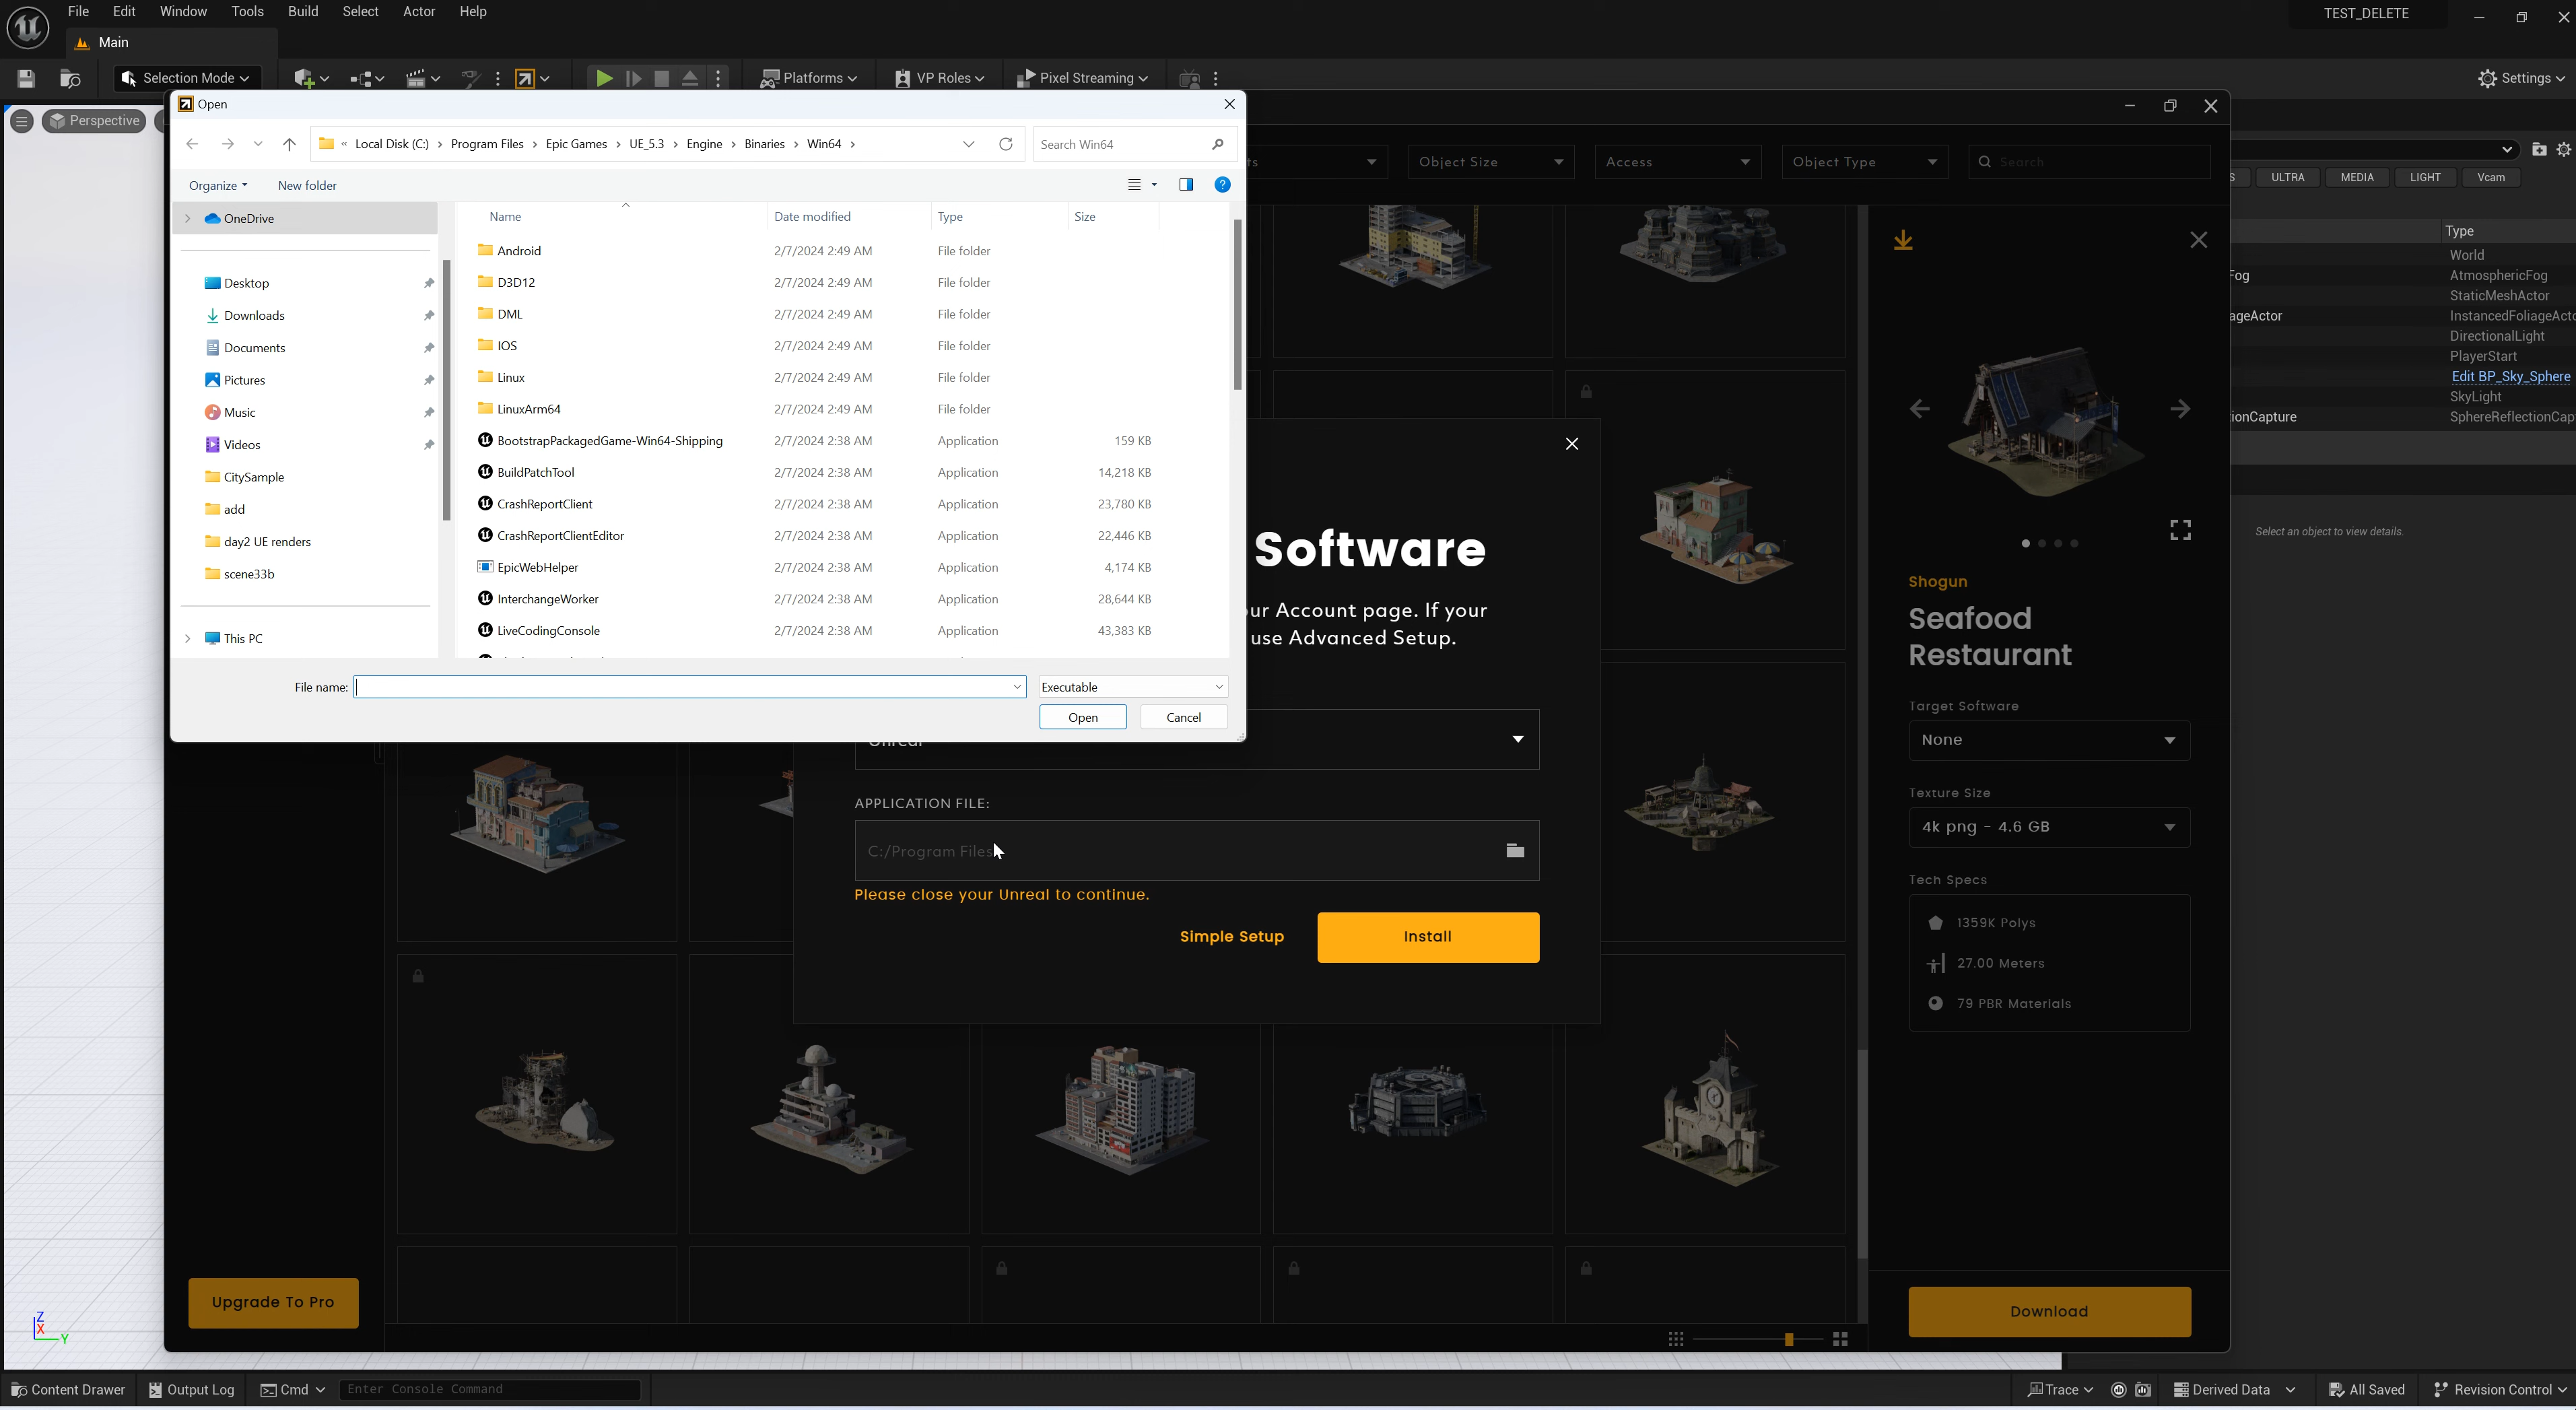 File Edit Window Tools Build Select Actor Help
TEST_DELETE
Main
Selection Mode
Platforms
VP Roles
Pixel Streaming
Settings
Perspective
Open
« Local Disk (C:) › Program Files › Epic Games › UE_5.3 › Engine › Binaries › Win64 ›
Search Win64
Organize
New folder
OneDrive
Desktop
Downloads
Documents
Pictures
Music
Videos
CitySample
add
day2 UE renders
scene33b
This PC
Name Date modified Type Size
Android 2/7/2024 2:49 AM File folder
D3D12 2/7/2024 2:49 AM File folder
DML 2/7/2024 2:49 AM File folder
IOS 2/7/2024 2:49 AM File folder
Linux 2/7/2024 2:49 AM File folder
LinuxArm64 2/7/2024 2:49 AM File folder
BootstrapPackagedGame-Win64-Shipping 2/7/2024 2:38 AM Application 159 KB
BuildPatchTool 2/7/2024 2:38 AM Application 14,218 KB
CrashReportClient 2/7/2024 2:38 AM Application 23,780 KB
CrashReportClientEditor 2/7/2024 2:38 AM Application 22,446 KB
EpicWebHelper 2/7/2024 2:38 AM Application 4,174 KB
InterchangeWorker 2/7/2024 2:38 AM Application 28,644 KB
LiveCodingConsole 2/7/2024 2:38 AM Application 43,383 KB
File name:
Executable
Open
Cancel
ts
Object Size
Access
Object Type
Search
Software
ur Account page. If your
use Advanced Setup.
APPLICATION FILE:
C:/Program Files
Please close your Unreal to continue.
Simple Setup
Install
Upgrade To Pro
Shogun
Seafood
Restaurant
Target Software
None
Texture Size
4k png - 4.6 GB
Tech Specs
1359K Polys
27.00 Meters
79 PBR Materials
Download
S
ULTRA
MEDIA
LIGHT
Vcam
Type
World
Fog AtmosphericFog
StaticMeshActor
ageActor InstancedFoliageActo
DirectionalLight
PlayerStart
Edit BP_Sky_Sphere
SkyLight
ionCapture SphereReflectionCap
Select an object to view details.
Z
X
Y
Content Drawer
Output Log
Cmd
Enter Console Command
Trace
Derived Data
All Saved
Revision Control